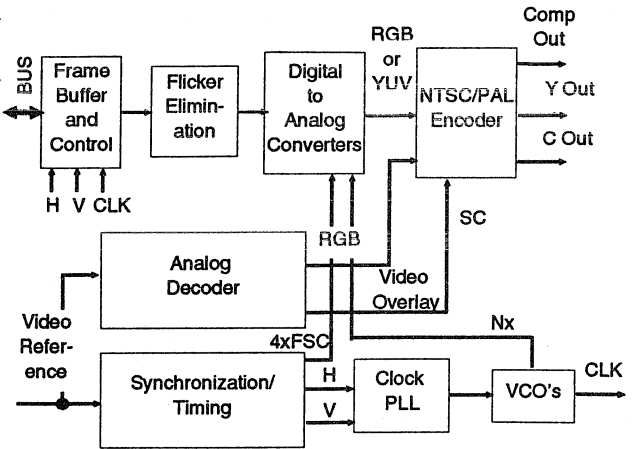 Comp
Out
RGB
or
YUV
BUS
Frame
Buffer
and
Control
Flicker
Elimin-
ation
Digital
to
Analog
Converters
NTSC/PAL
Encoder
Y Out
C Out
H V CLK
SC
RGB
Analog
Decoder
Video
Overlay
Video
Refer-
ence
4xFSC
Nx
Synchronization/
Timing
H
V
Clock
PLL
VCO's
CLK